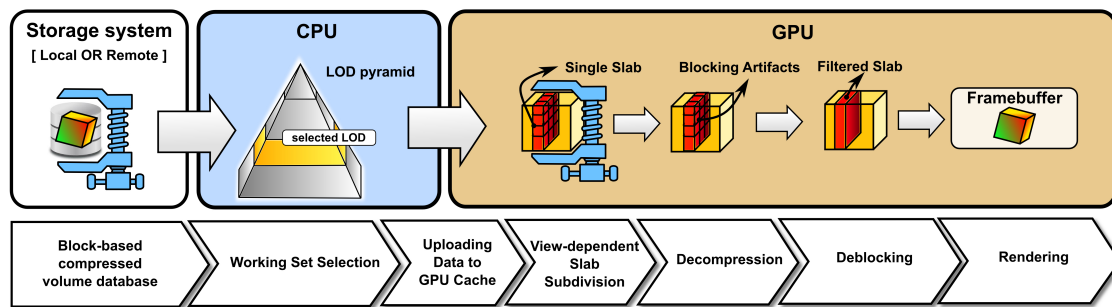 Storage system
[ Local OR Remote ]
CPU
LOD pyramid
selected LOD
GPU
Single Slab
Blocking Artifacts
Filtered Slab
Framebuffer
Block-based
compressed
volume database
Working Set Selection
Uploading
Data to
GPU Cache
View-dependent
Slab
Subdivision
Decompression
Deblocking
Rendering